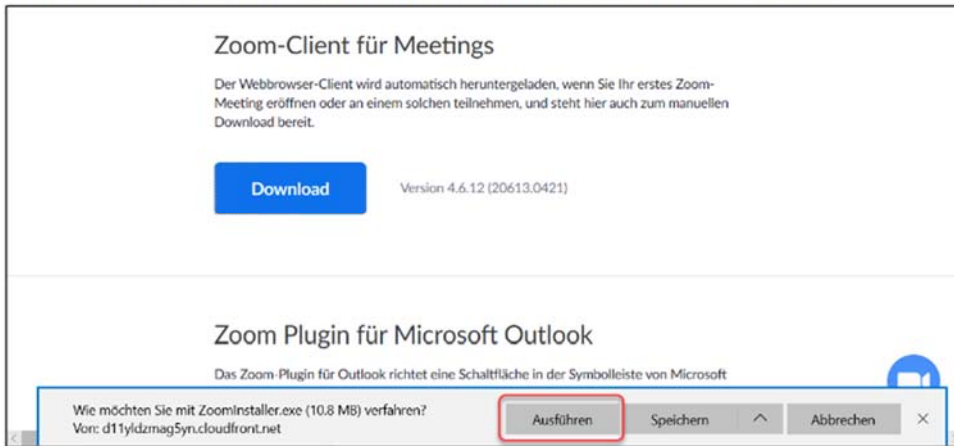 Zoom-Client für Meetings
Der Webbrowser-Client wird automatisch heruntergeladen, wenn Sie Ihr erstes Zoom-
Meeting eröffnen oder an einem solchen teilnehmen, und steht hier auch zum manuellen
Download bereit.
Download Version 4.6.12 (20613.0421)
Zoom Plugin für Microsoft Outlook
Das Zoom-Plugin für Outlook richtet eine Schaltfläche in der Symbolleiste von Microsoft
Wie möchten Sie mit ZoomInstaller.exe (10.8 MB) verfahren?
Von: d11yldzmag5yn.cloudfront.net
Ausführen Speichern Abbrechen